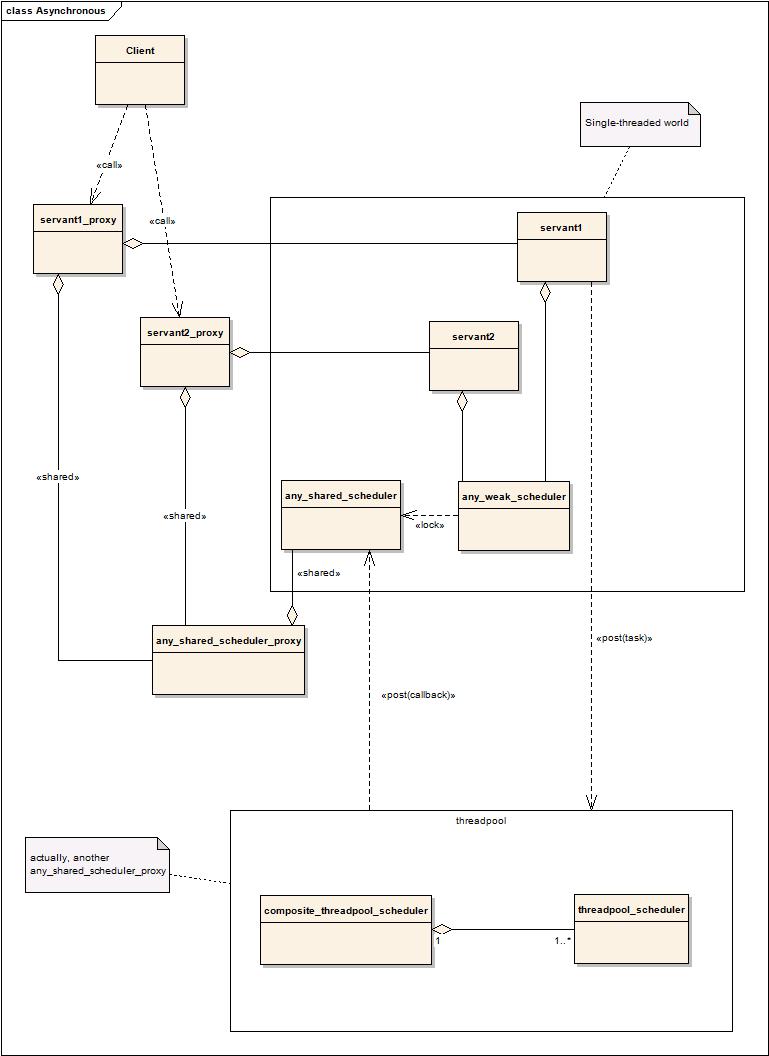 class Asynchronous
Client
Single-threaded world
«call»
servant1_proxy
«call»
servant1
servant2_proxy
servant2
«shared»
any_shared_scheduler
any_weak_scheduler
«shared»
«lock»
«shared»
any_shared_scheduler_proxy
«post(task)»
«post(callback)»
threadpool
actually, another
any_shared_scheduler_proxy
composite_threadpool_scheduler
threadpool_scheduler
1
1..*